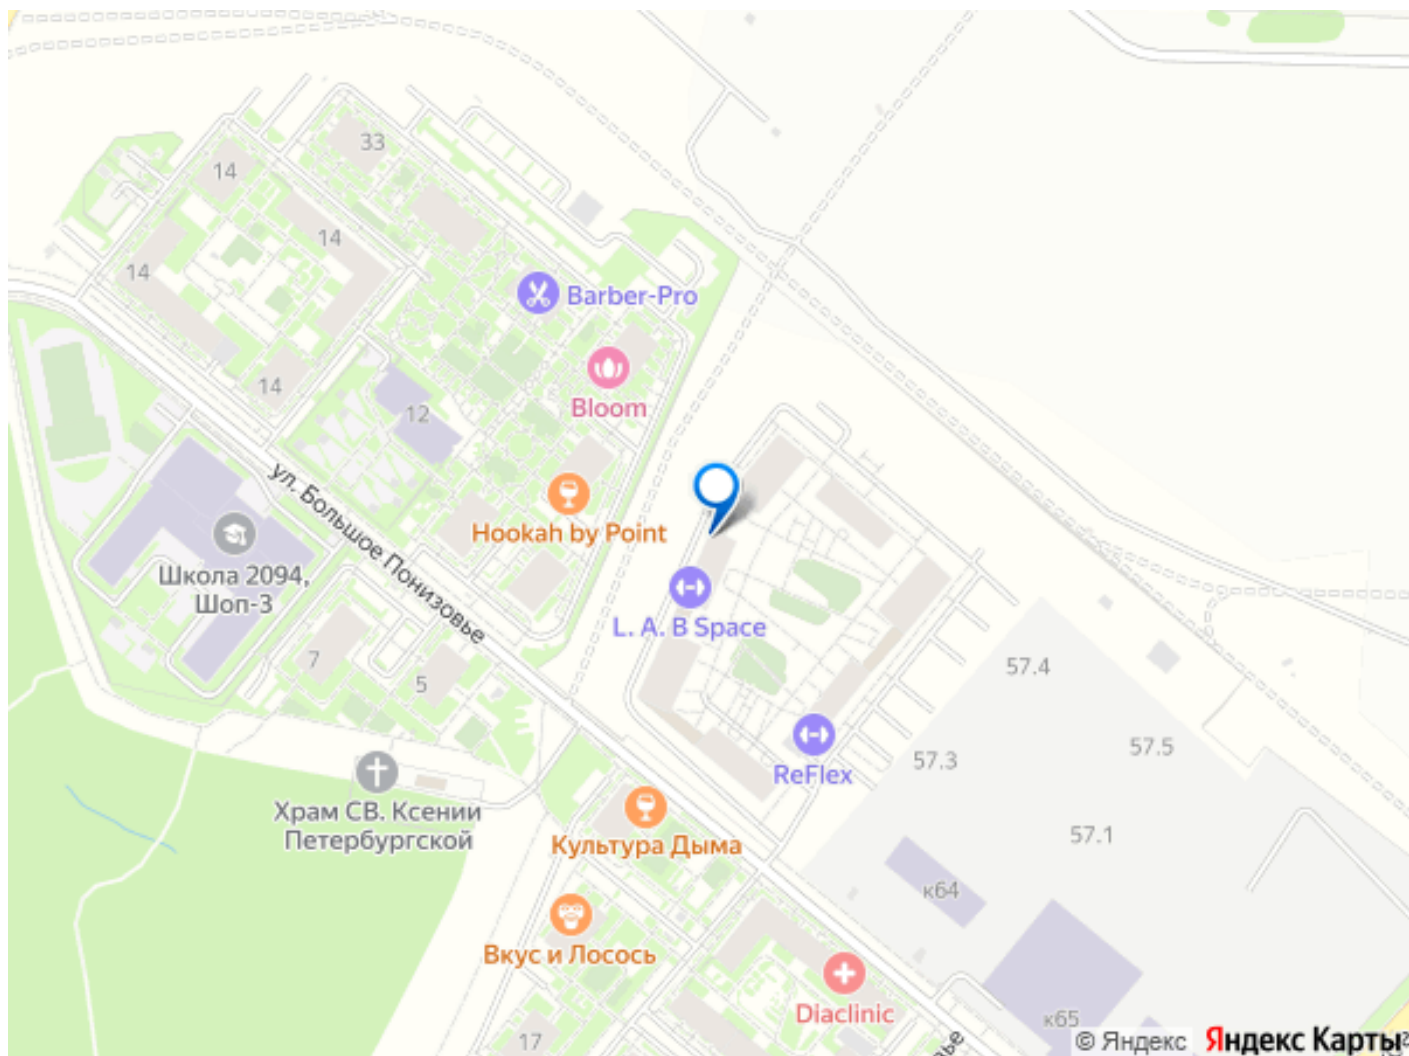 33
14
14
14
Barber-Pro
Bloom
14
12
ул. Большое Понизовье
Hookah by Point
Школа 2094,
Шоп-3
L. A. B Space
7
5
57.4
57.5
57.3
ReFlex
Храм СВ. Ксении
Петербургской
Культура Дыма
57.1
к64
Вкус и Лосось
Diaclinic
к65
17
© Яндекс
Яндекс Карты